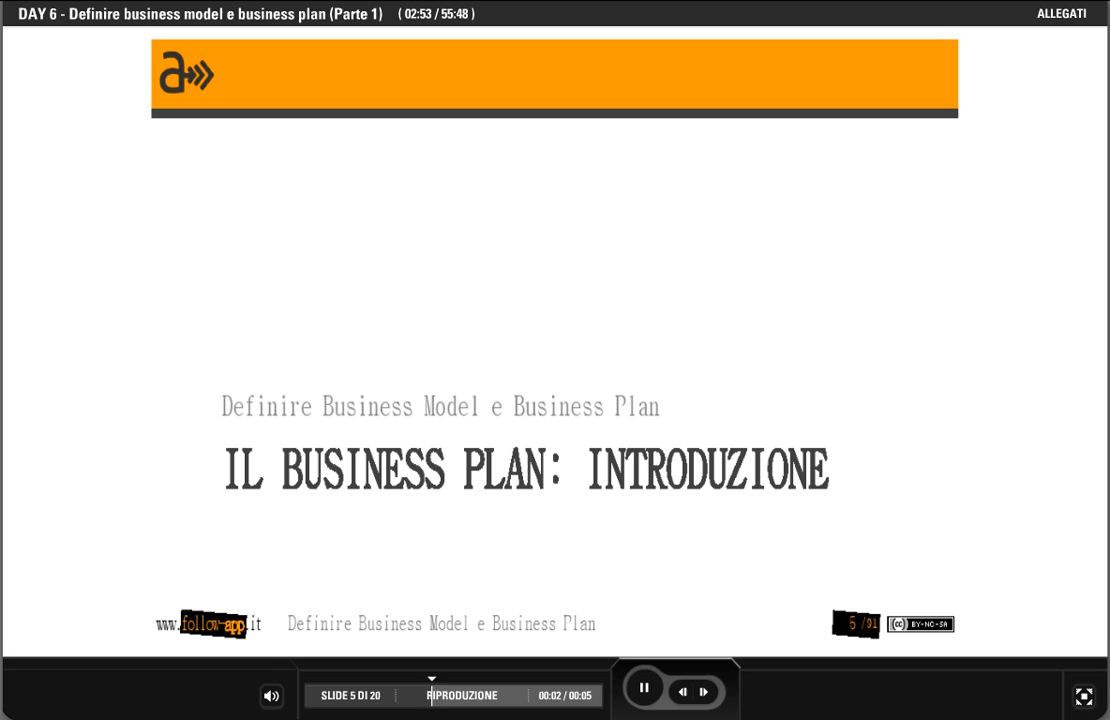 DAY 6 - Definire business model e business plan (Parte 1) ( 02:53 / 55:48 )
ALLEGATI
a
Definire Business Model e Business Plan
IL BUSINESS PLAN: INTRODUZIONE
www.follow-app.it
Definire Business Model e Business Plan
5 /91
(cc) BY-NC-SA
SLIDE 5 DI 20
RIPRODUZIONE
00:02 / 00:05